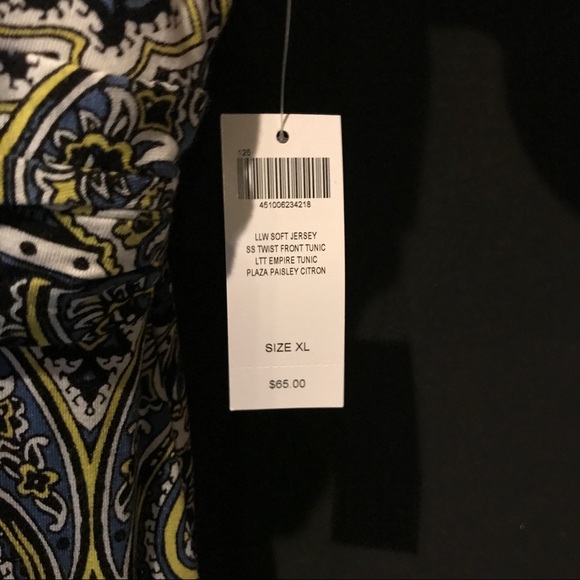 125
451006234218
LLW SOFT JERSEY
SS TWIST FRONT TUNIC
LTT EMPIRE TUNIC
PLAZA PAISLEY CITRON
SIZE XL
$65.00